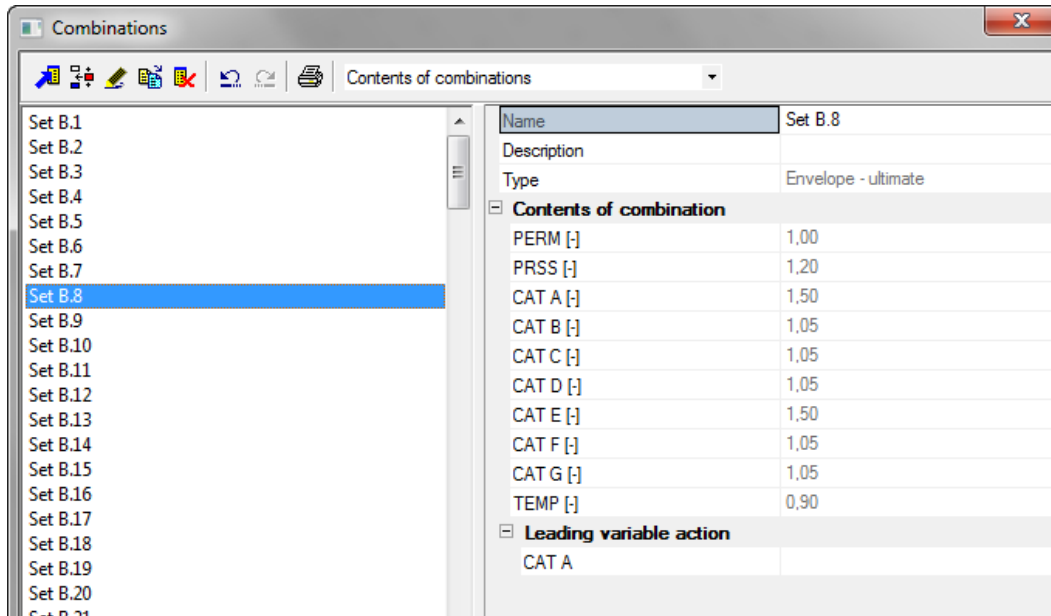 Combinations
Contents of combinations
Set B.1
Set B.2
Set B.3
Set B.4
Set B.5
Set B.6
Set B.7
Set B.8
Set B.9
Set B.10
Set B.11
Set B.12
Set B.13
Set B.14
Set B.15
Set B.16
Set B.17
Set B.18
Set B.19
Set B.20
Name Set B.8
Description
Type Envelope - ultimate
Contents of combination
PERM [-] 1,00
PRSS [-] 1,20
CAT A [-] 1,50
CAT B [-] 1,05
CAT C [-] 1,05
CAT D [-] 1,05
CAT E [-] 1,50
CAT F [-] 1,05
CAT G [-] 1,05
TEMP [-] 0,90
Leading variable action
CAT A